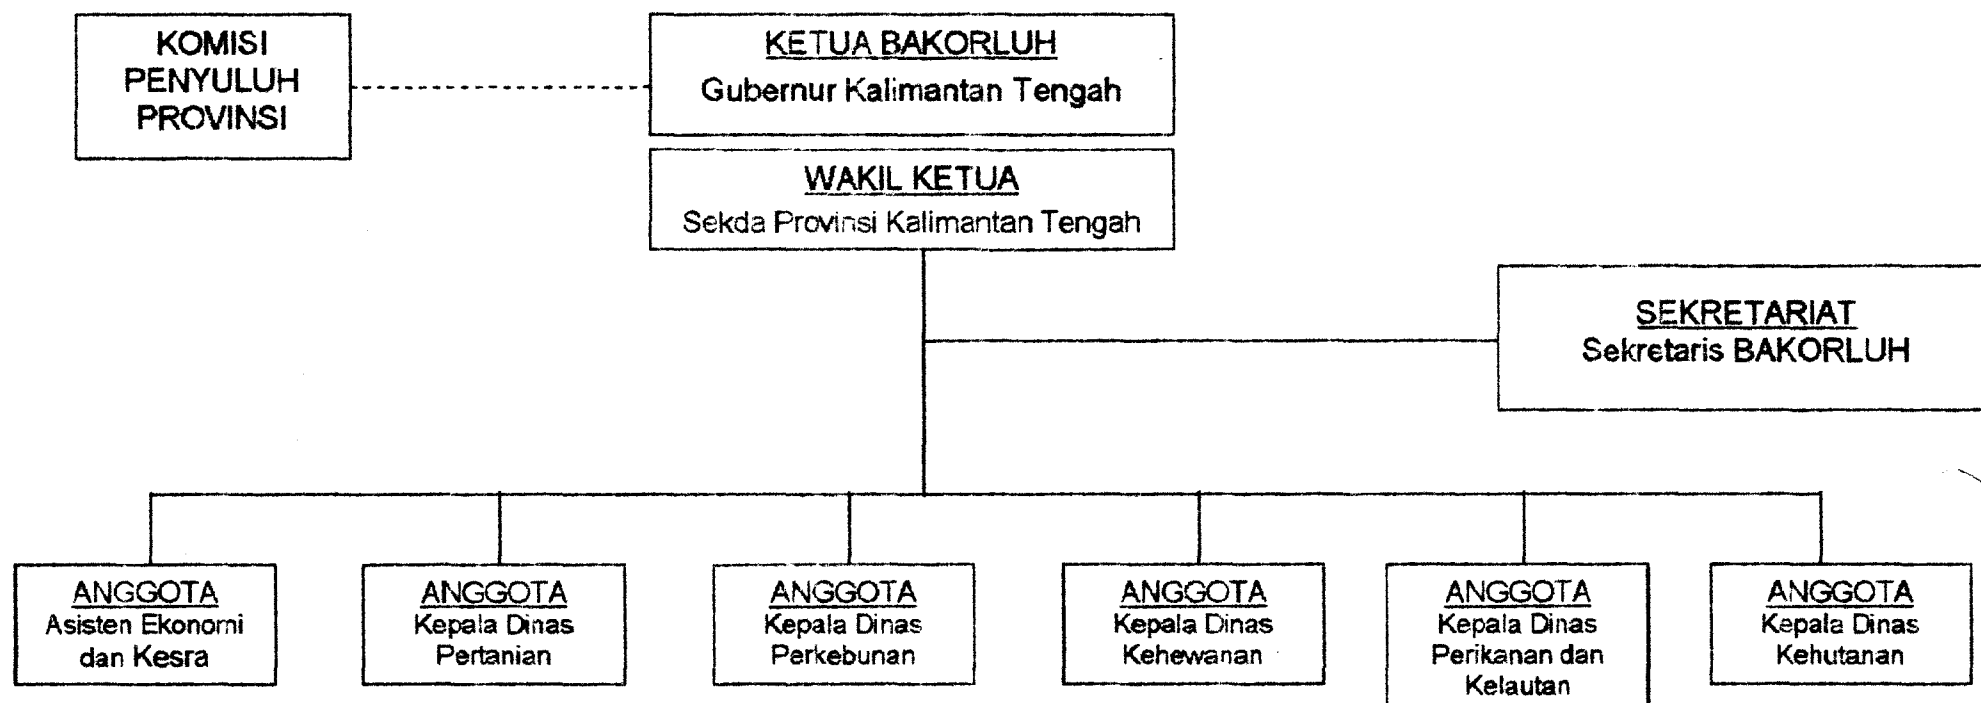 KOMISI
PENYULUH
PROVINSI
KETUA BAKORLUH
Gubernur Kalimantan Tengah
WAKIL KETUA
Sekda Provinsi Kalimantan Tengah
SEKRETARIAT
Sekretaris BAKORLUH
ANGGOTA
Asisten Ekonomi
dan Kesra
ANGGOTA
Kepala Dinas
Pertanian
ANGGOTA
Kepala Dinas
Perkebunan
ANGGOTA
Kepala Dinas
Kehewanan
ANGGOTA
Kepala Dinas
Perikanan dan
Kelautan
ANGGOTA
Kepala Dinas
Kehutanan